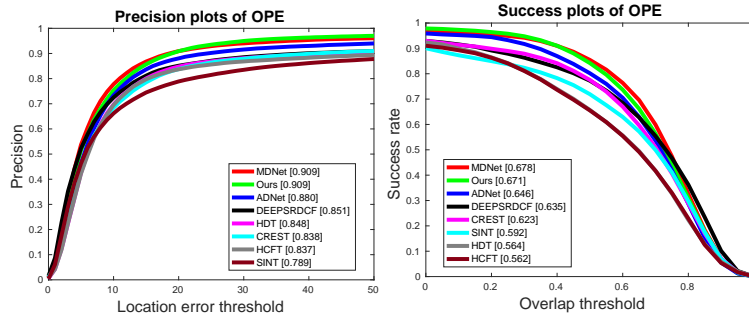 Precision plots of OPE
Precision
1
0.9
0.8
0.7
0.6
0.5
0.4
0.3
0.2
0.1
0
MDNet [0.909]
Ours [0.909]
ADNet [0.880]
DEEPSRDCF [0.851]
HDT [0.848]
CREST [0.838]
HCFT [0.837]
SINT [0.789]
0 10 20 30 40 50
Location error threshold
Success plots of OPE
Success rate
1
0.9
0.8
0.7
0.6
0.5
0.4
0.3
0.2
0.1
0
MDNet [0.678]
Ours [0.671]
ADNet [0.646]
DEEPSRDCF [0.635]
CREST [0.623]
SINT [0.592]
HDT [0.564]
HCFT [0.562]
0 0.2 0.4 0.6 0.8
Overlap threshold